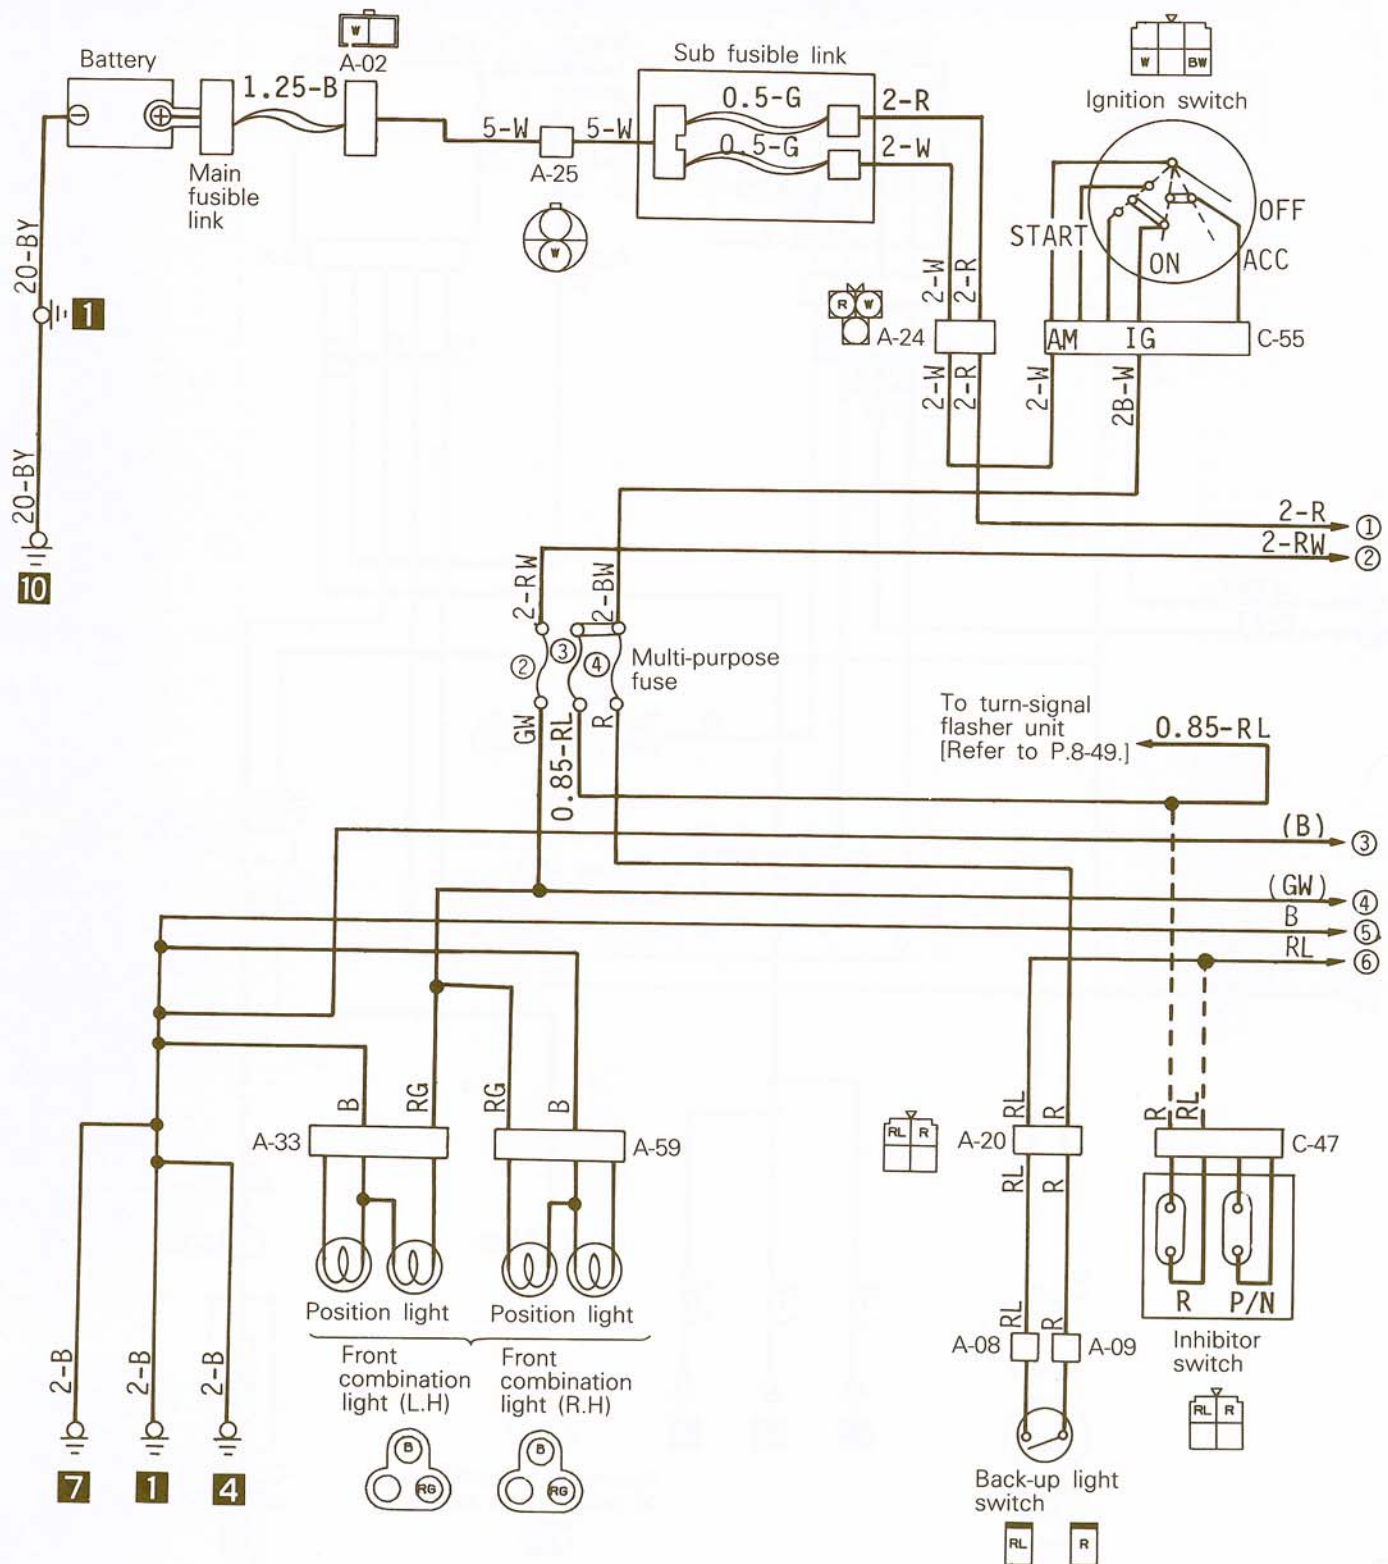 W
A-02
Battery
1.25-B
Main
fusible
link
20-BY
1
20-BY
10
5-W
A-25
5-W
W
Sub fusible link
0.5-G
0.5-G
2-R
2-W
W
BW
Ignition switch
OFF
START
ON
ACC
2-W
2-R
R
W
A-24
AM
IG
C-55
2-W
2-R
2-W
2B-W
2-R
①
2-RW
②
2-RW
2-BW
②
③
④
Multi-purpose
fuse
GW
0.85-RL
R
To turn-signal
flasher unit
[Refer to P.8-49.]
0.85-RL
(B)
③
(GW)
④
B
⑤
RL
⑥
B
RG
RG
B
A-33
A-59
Position light
Position light
Front
combination
light (L.H)
Front
combination
light (R.H)
B
RG
B
RG
2-B
2-B
2-B
7
1
4
RL
R
RL
R
A-20
RL
R
RL
R
A-08
A-09
Back-up light
switch
RL
R
R
RL
C-47
R
P/N
Inhibitor
switch
RL
R